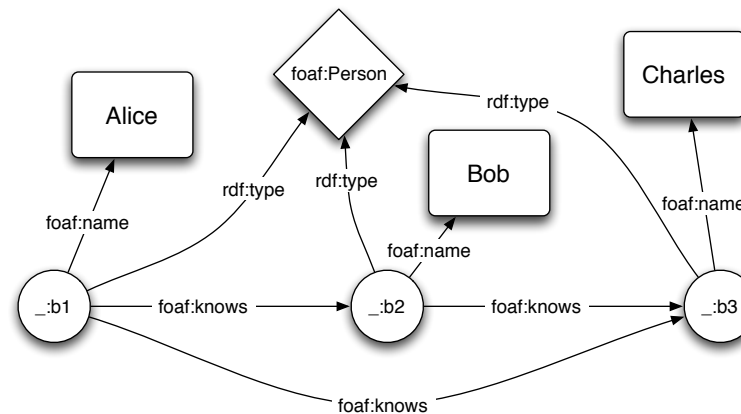 foaf:Person
Charles
Alice
rdf:type
Bob
rdf:type
rdf:type
foaf:name
foaf:name
foaf:name
_:b1
foaf:knows
_:b2
foaf:knows
_:b3
foaf:knows